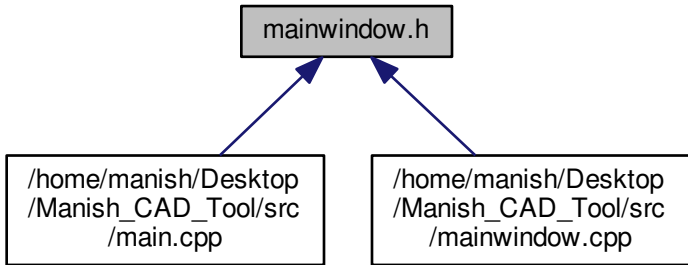 mainwindow.h
/home/manish/Desktop
/Manish_CAD_Tool/src
/main.cpp
/home/manish/Desktop
/Manish_CAD_Tool/src
/mainwindow.cpp